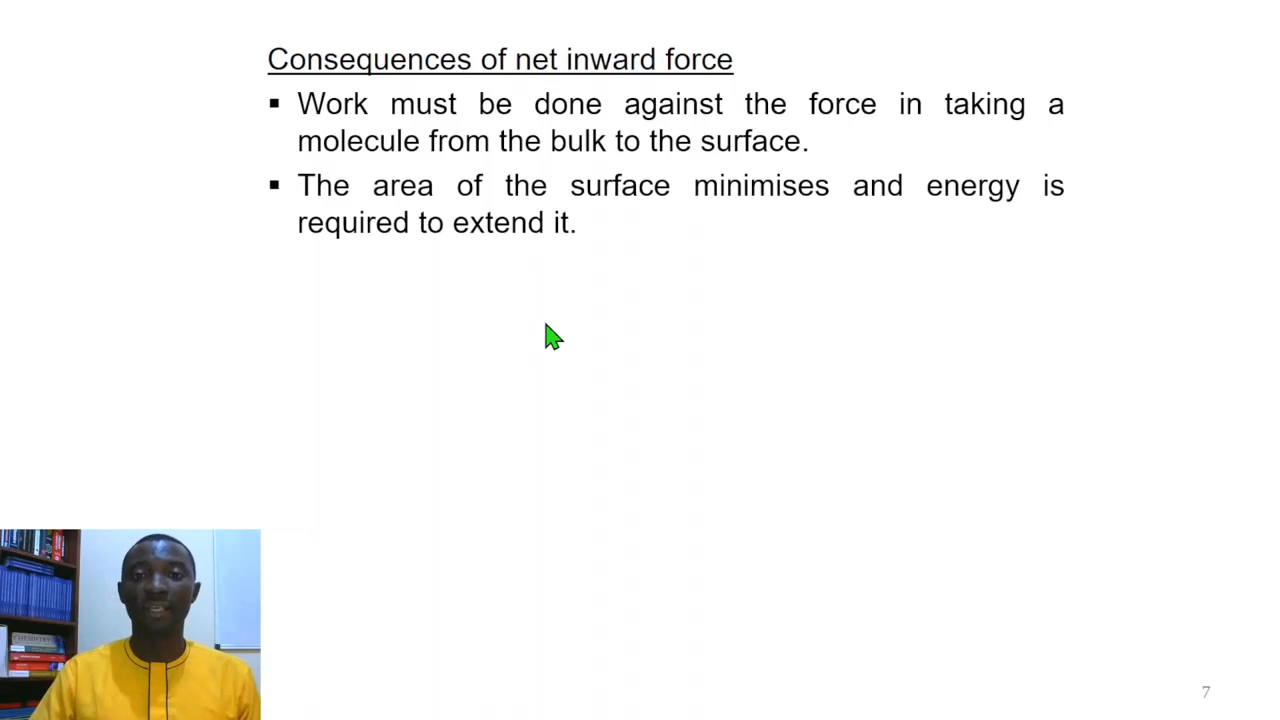 Consequences of net inward force
▪ Work must be done against the force in taking a
molecule from the bulk to the surface.
▪ The area of the surface minimises and energy is
required to extend it.
CHEMISTRY
7